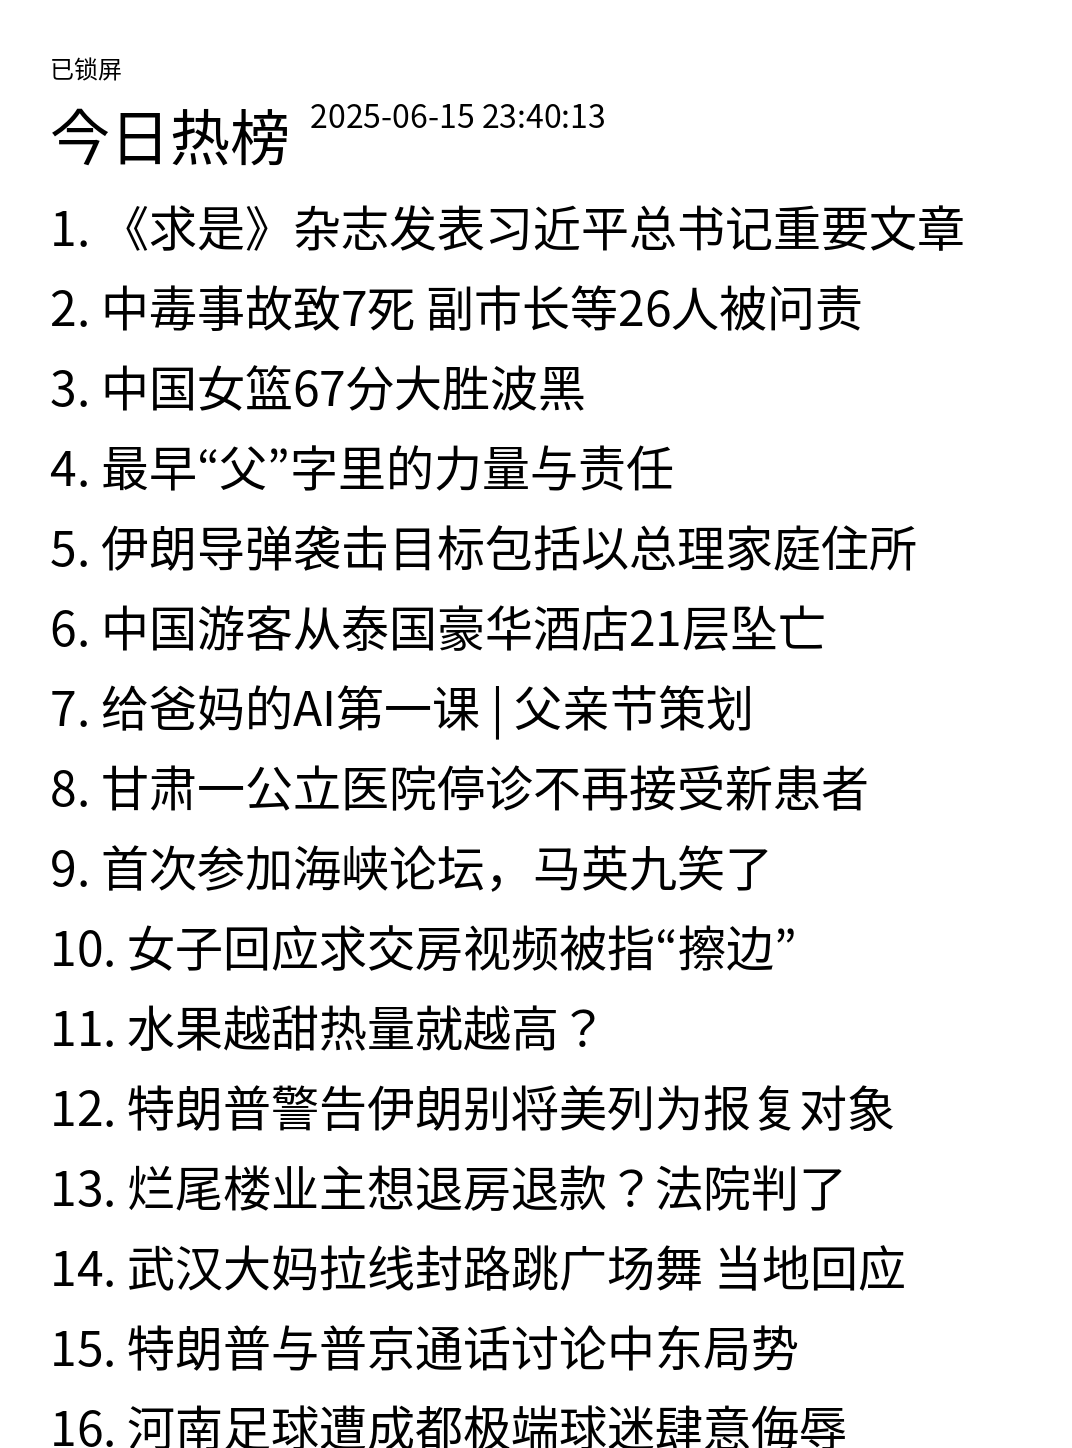 已锁屏
今日热榜 2025-06-15 23:40:13
1. 《求是》杂志发表习近平总书记重要文章
2. 中毒事故致7死 副市长等26人被问责
3. 中国女篮67分大胜波黑
4. 最早“父”字里的力量与责任
5. 伊朗导弹袭击目标包括以总理家庭住所
6. 中国游客从泰国豪华酒店21层坠亡
7. 给爸妈的AI第一课 | 父亲节策划
8. 甘肃一公立医院停诊不再接受新患者
9. 首次参加海峡论坛，马英九笑了
10. 女子回应求交房视频被指“擦边”
11. 水果越甜热量就越高？
12. 特朗普警告伊朗别将美列为报复对象
13. 烂尾楼业主想退房退款？法院判了
14. 武汉大妈拉线封路跳广场舞 当地回应
15. 特朗普与普京通话讨论中东局势
16. 河南足球遭成都极端球迷肆意侮辱